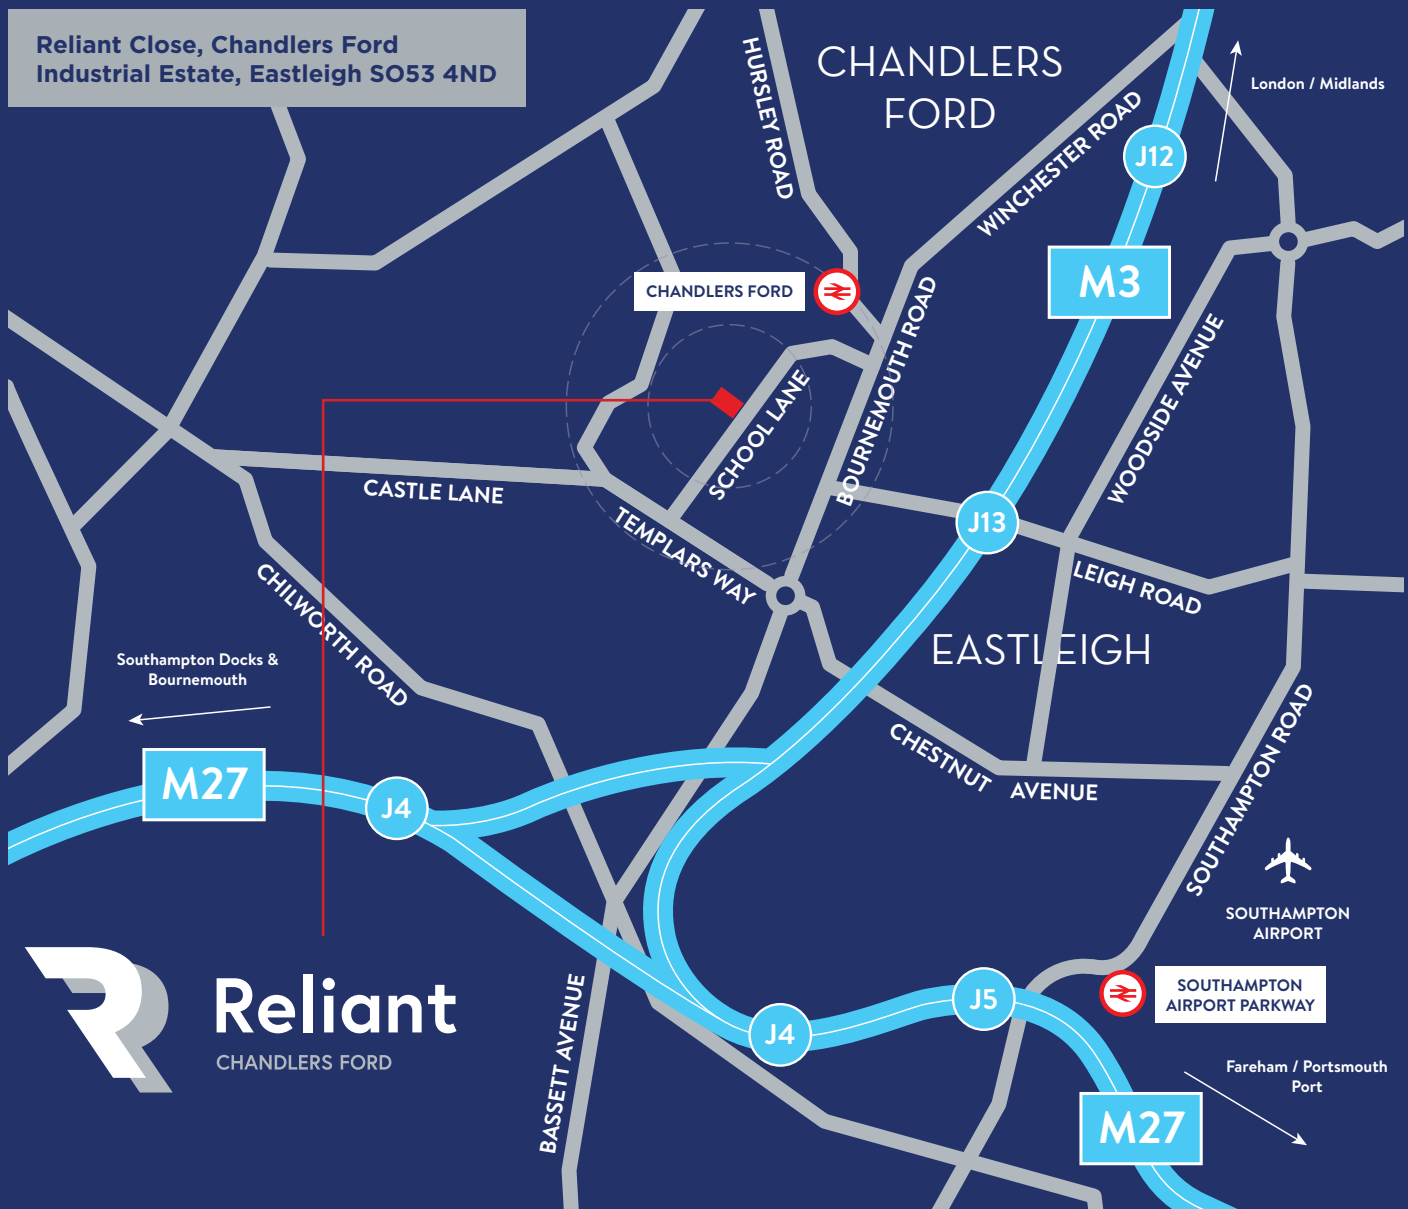 Reliant Close, Chandlers Ford
Industrial Estate, Eastleigh SO53 4ND
HURSLEY ROAD
CHANDLERS
FORD
London / Midlands
WINCHESTER ROAD
J12
M3
CHANDLERS FORD
BOURNEMOUTH ROAD
WOODSIDE AVENUE
SCHOOL LANE
CASTLE LANE
TEMPLARS WAY
J13
LEIGH ROAD
CHILWORTH ROAD
EASTLEIGH
Southampton Docks &
Bournemouth
M27
J4
CHESTNUT
AVENUE
SOUTHAMPTON ROAD
SOUTHAMPTON
AIRPORT
SOUTHAMPTON
AIRPORT PARKWAY
J5
J4
Reliant
CHANDLERS FORD
BASSETT AVENUE
Fareham / Portsmouth
Port
M27